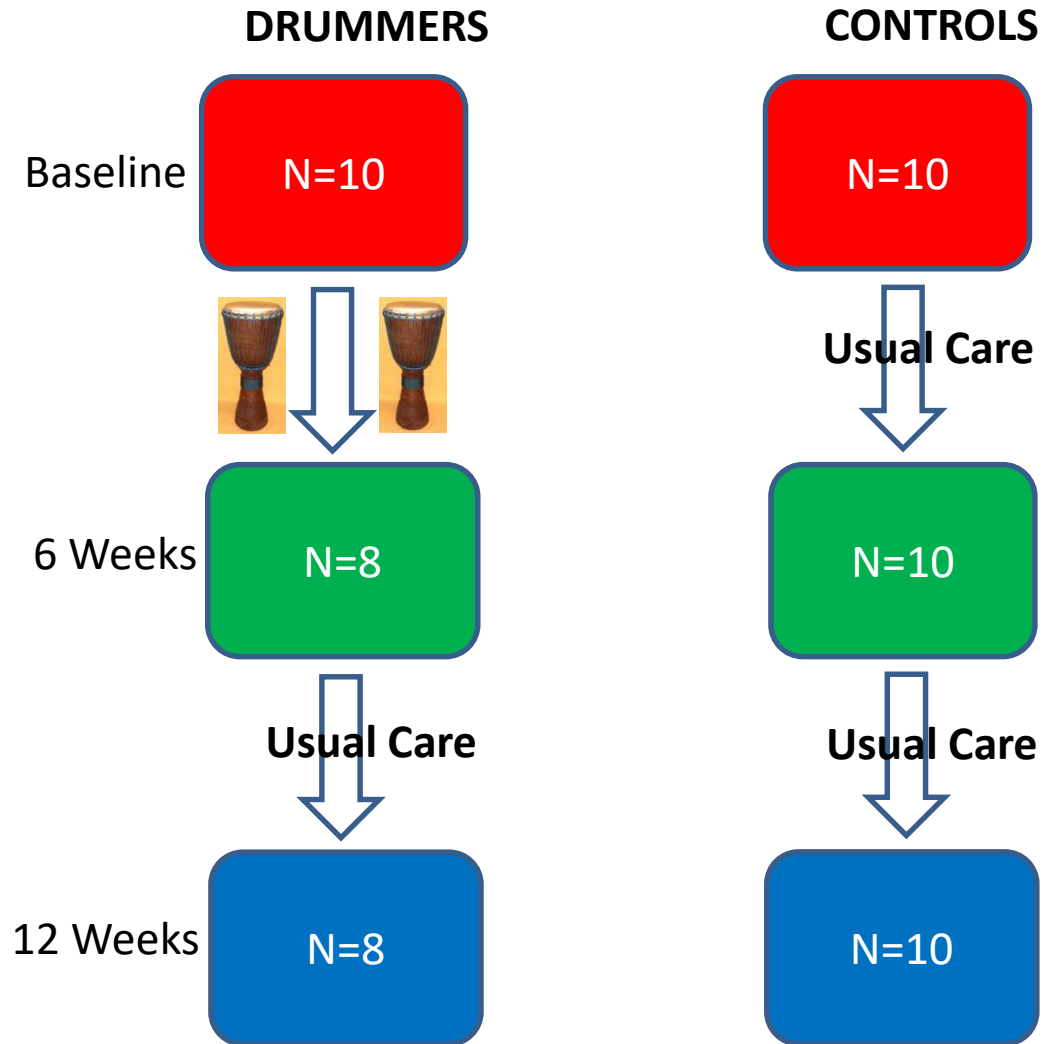 DRUMMERS CONTROLS
Baseline N=10 N=10
Usual Care
6 Weeks N=8 N=10
Usual Care Usual Care
12 Weeks N=8 N=10